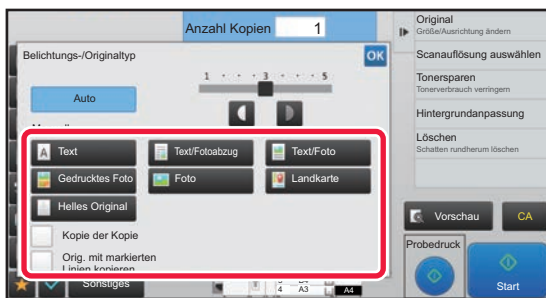 Anzahl Kopien 1
Original
Größe/Ausrichtung ändern
Belichtungs-/Originaltyp
OK
Scanauflösung auswählen
1 · · · 3 · · · 5
Tonersparen
Tonerverbrauch verringern
Auto
Hintergrundanpassung
Löschen
Schatten rundherum löschen
A Text
Text/Fotoabzug
Text/Foto
Gedrucktes Foto
Foto
Landkarte
Helles Original
Vorschau
CA
Kopie der Kopie
Probedruck
Orig. mit markierten
Linien kopieren
Sonstiges
4 A3
A4
Start